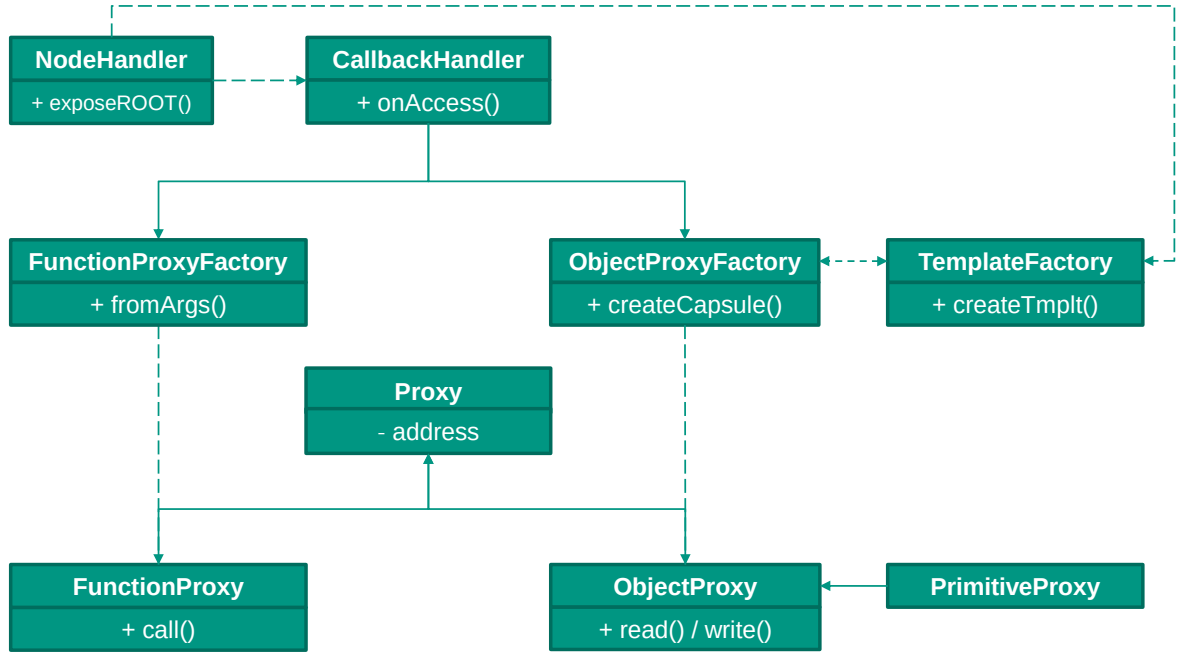 NodeHandler
+ exposeROOT()
CallbackHandler
+ onAccess()
FunctionProxyFactory
+ fromArgs()
ObjectProxyFactory
+ createCapsule()
TemplateFactory
+ createTmplt()
Proxy
- address
FunctionProxy
+ call()
ObjectProxy
+ read() / write()
PrimitiveProxy